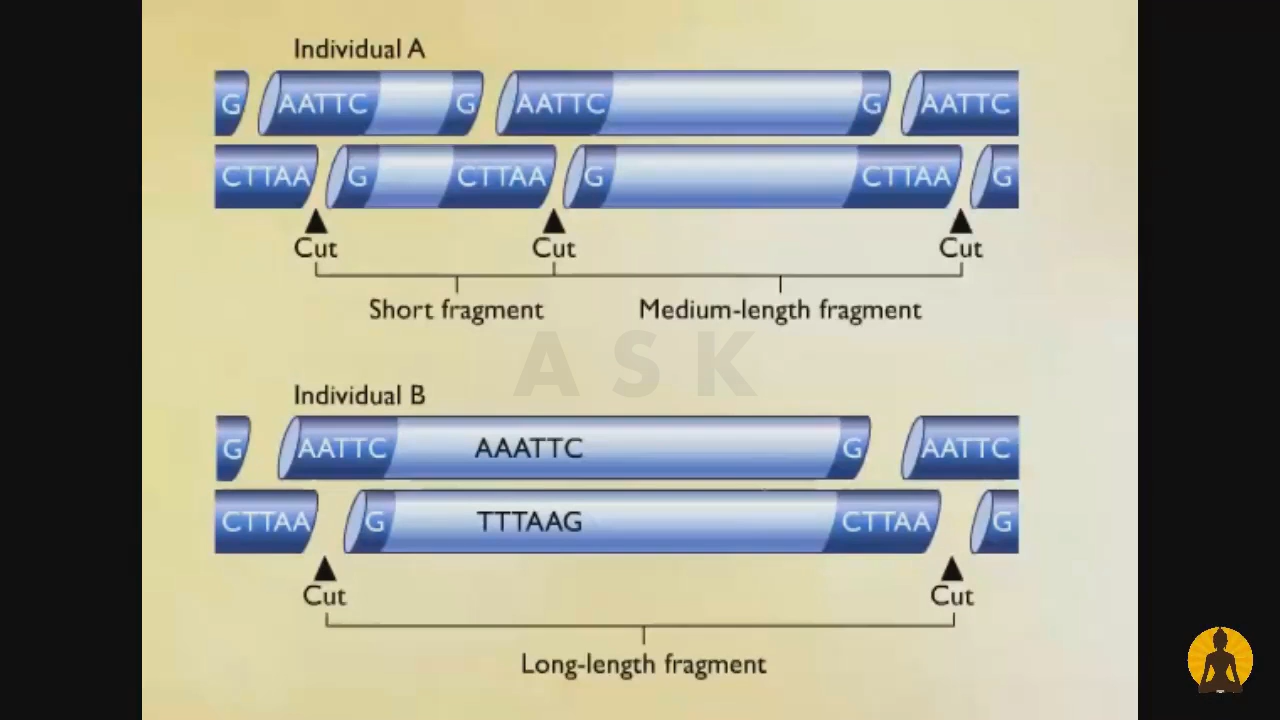 Individual A
G AATTC G AATTC G AATTC
CTTAA G CTTAA G CTTAA G
Cut Cut Cut
Short fragment Medium-length fragment
ASK
Individual B
G AATTC AAATTC G AATTC
CTTAA G TTTAAG CTTAA G
Cut Cut
Long-length fragment